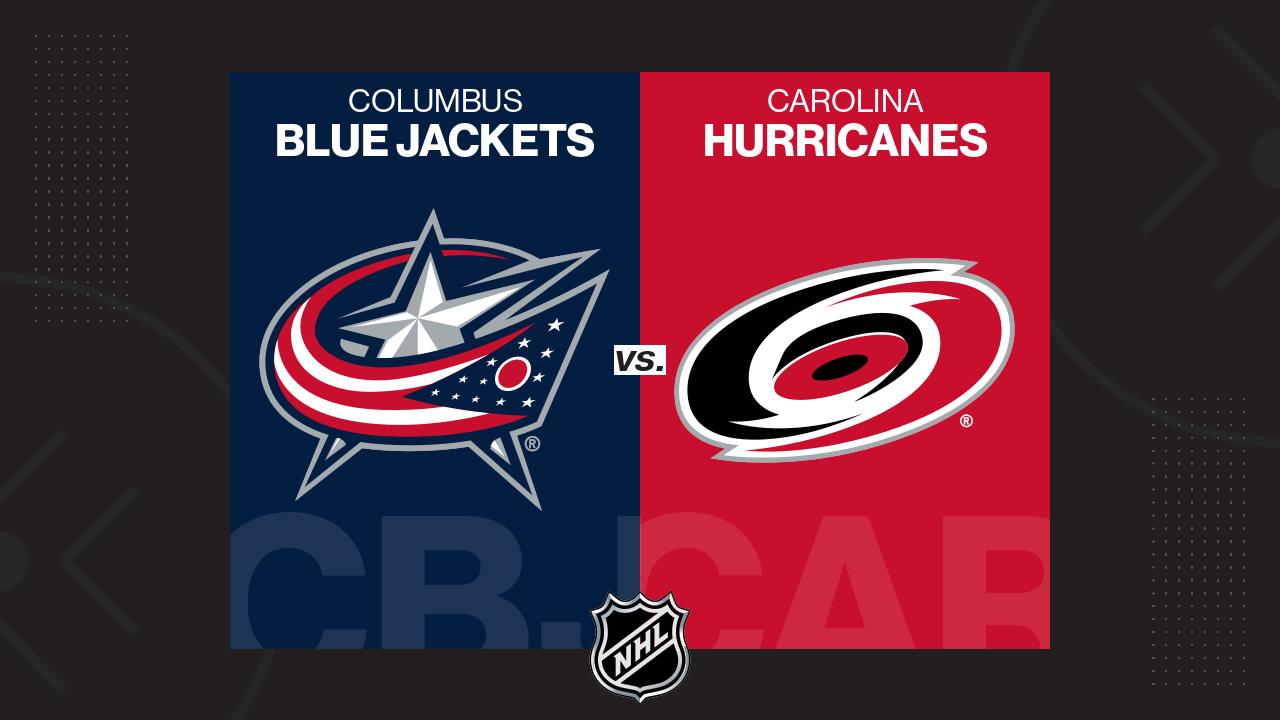 COLUMBUS
BLUE JACKETS
CAROLINA
HURRICANES
vs.
®
®
CBJ
CAR
NHL